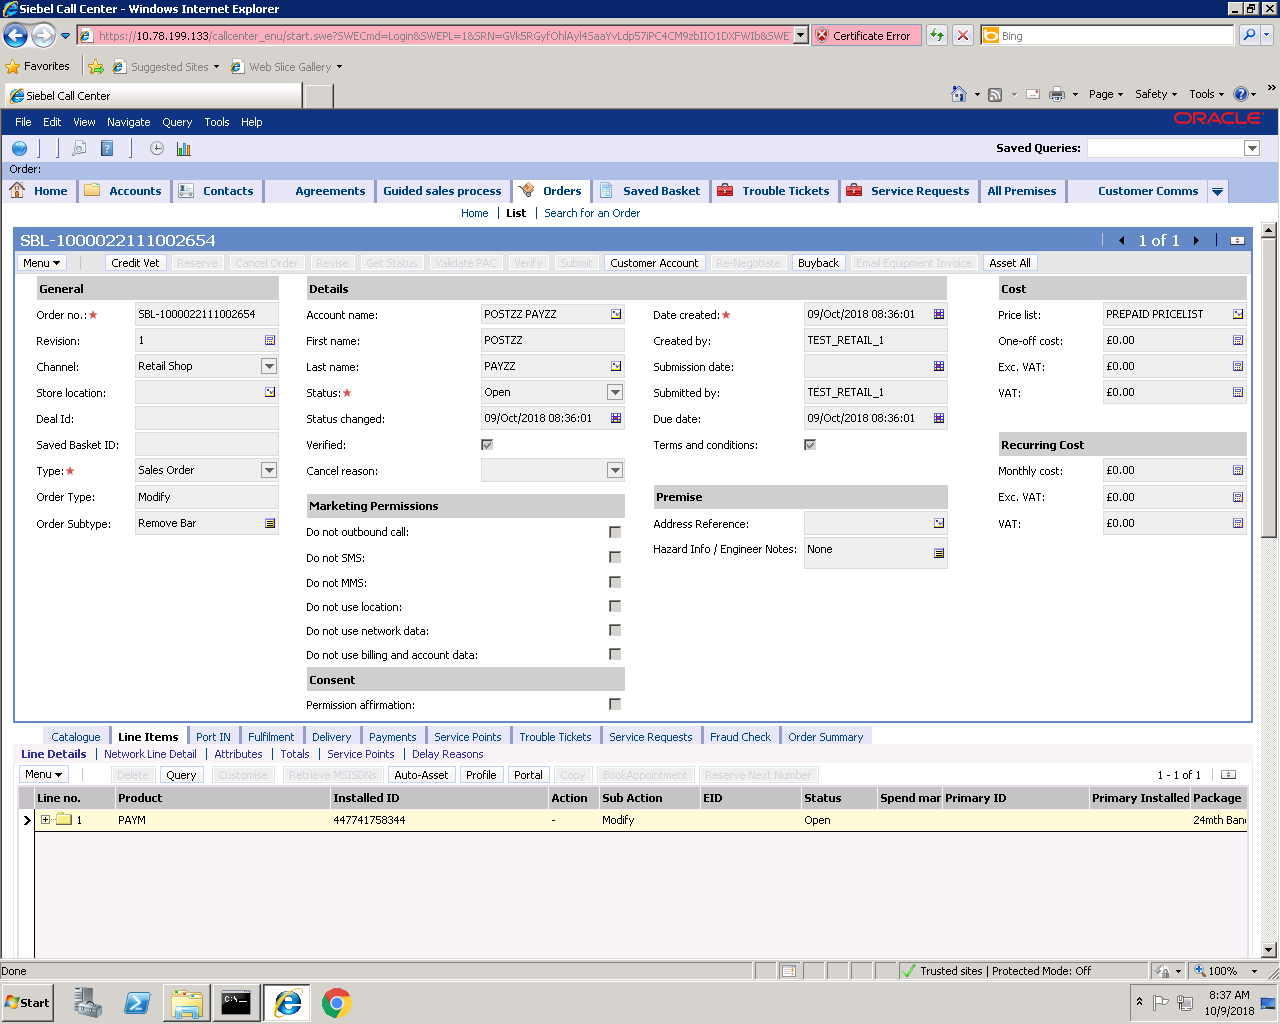 Siebel Call Center - Windows Internet Explorer
https://10.78.199.133/callcenter_enu/start.swe?SWECmd=Login&SWEPL=1&SRN= Certificate Error Bing
Favorites Suggested Sites Web Slice Gallery
Siebel Call Center Page Safety Tools »
File Edit View Navigate Query Tools Help ORACLE
Saved Queries:
Order:
Home Accounts Contacts Agreements Guided sales process Orders Saved Basket Trouble Tickets Service Requests All Premises Customer Comms
Home | List | Search for an Order
SBL-1000022111002654 1 of 1
Menu Credit Vet Reserve Cancel Order Revise Get Status Validate PAC Verify Submit Customer Account Re-Negotiate Buyback Email Equipment Invoice Asset All
General Details Cost
Order no.:★ SBL-1000022111002654 Account name: POSTZZ PAYZZ Date created:★ 09/Oct/2018 08:36:01 Price list: PREPAID PRICELIST
Revision: 1 First name: POSTZZ Created by: TEST_RETAIL_1 One-off cost: £0.00
Channel: Retail Shop Last name: PAYZZ Submission date: Exc. VAT: £0.00
Store location: Status:★ Open Submitted by: TEST_RETAIL_1 VAT: £0.00
Deal Id: Status changed: 09/Oct/2018 08:36:01 Due date: 09/Oct/2018 08:36:01
Saved Basket ID: Verified: Terms and conditions: Recurring Cost
Type:★ Sales Order Cancel reason: Monthly cost: £0.00
Order Type: Modify Marketing Permissions Premise Exc. VAT: £0.00
Order Subtype: Remove Bar Do not outbound call: Address Reference: VAT: £0.00
Do not SMS: Hazard Info / Engineer Notes: None
Do not MMS:
Do not use location:
Do not use network data:
Do not use billing and account data:
Consent
Permission affirmation:
Catalogue Line Items Port IN Fulfilment Delivery Payments Service Points Trouble Tickets Service Requests Fraud Check Order Summary
Line Details | Network Line Detail | Attributes | Totals | Service Points | Delay Reasons
Menu Delete Query Customise Retrieve MSISDNs Auto-Asset Profile Portal Copy BookAppointment Reserve Next Number 1 - 1 of 1
Line no. Product Installed ID Action Sub Action EID Status Spend mar Primary ID Primary Installed Package
1 PAYM 447741758344 - Modify Open 24mth Ban
Done Trusted sites | Protected Mode: Off 100%
Start 8:37 AM
10/9/2018